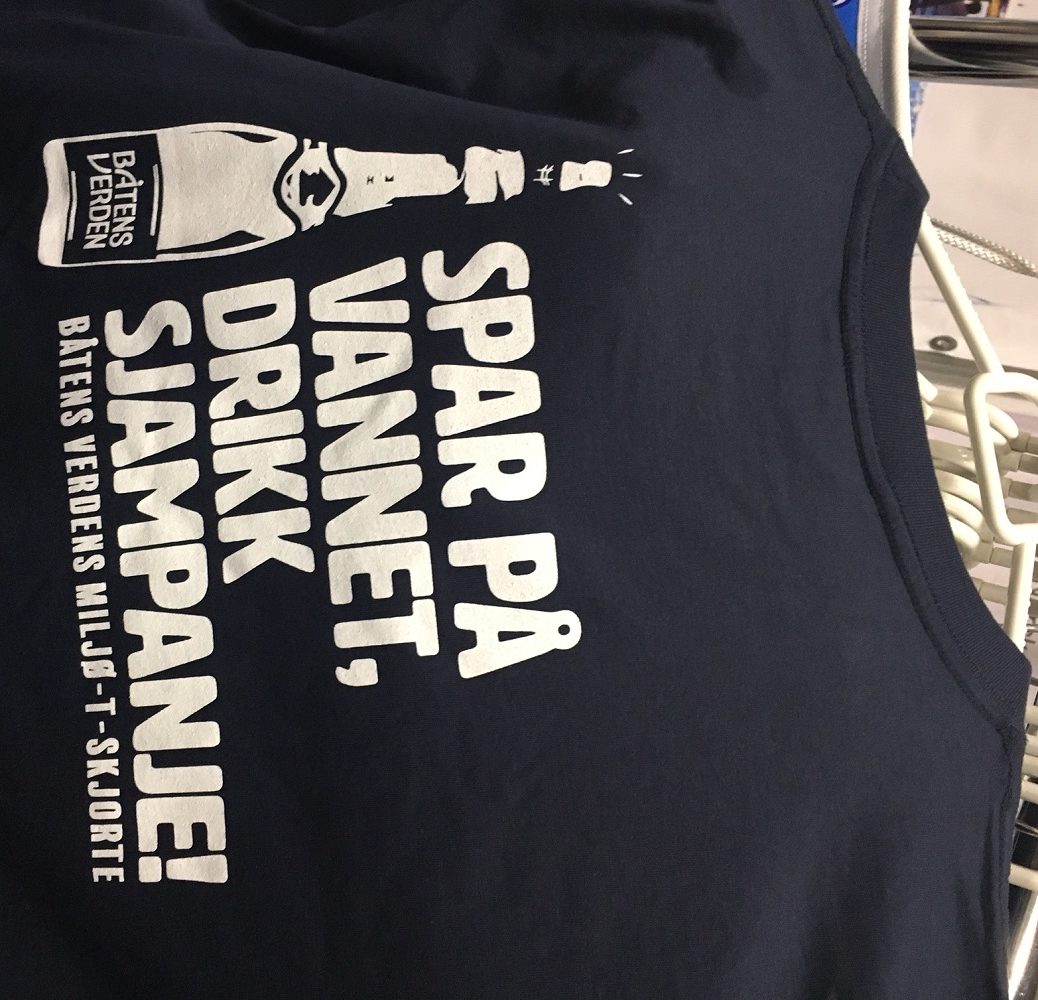 BÅTENS
VERDEN
SPAR PÅ
VANNET,
DRIKK
SJAMPANJE!
BÅTENS VERDENS MILJØ-T-SKJORTE